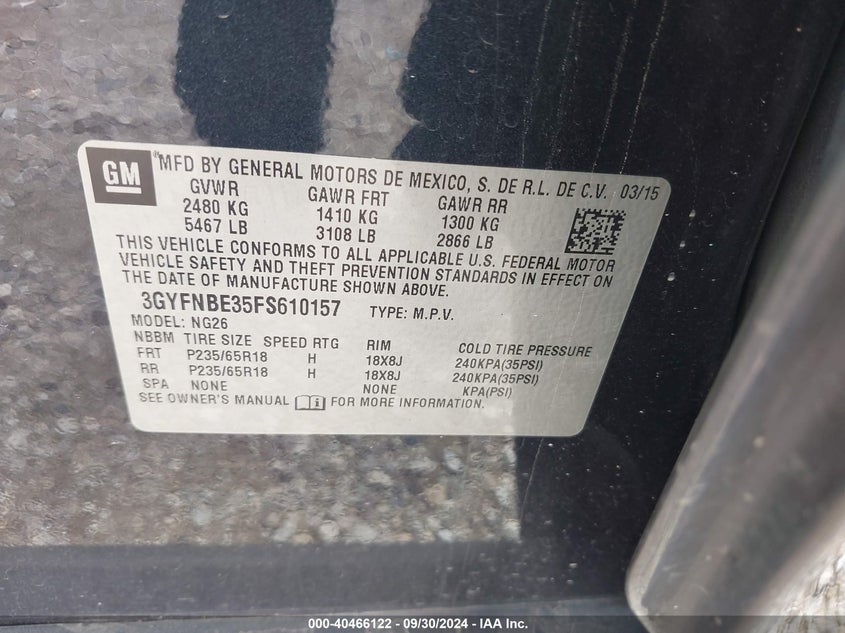 GM
®MFD BY GENERAL MOTORS DE MEXICO, S. DE R.L. DE C.V. 03/15
GVWR GAWR FRT GAWR RR
2480 KG 1410 KG 1300 KG
5467 LB 3108 LB 2866 LB
THIS VEHICLE CONFORMS TO ALL APPLICABLE U.S. FEDERAL MOTOR
VEHICLE SAFETY AND THEFT PREVENTION STANDARDS IN EFFECT ON
THE DATE OF MANUFACTURE SHOWN ABOVE.
3GYFNBE35FS610157 TYPE: M.P.V.
MODEL: NG26
NBBM TIRE SIZE SPEED RTG RIM COLD TIRE PRESSURE
FRT P235/65R18 H 18X8J 240KPA(35PSI)
RR P235/65R18 H 18X8J 240KPA(35PSI)
SPA NONE NONE KPA(PSI)
SEE OWNER'S MANUAL FOR MORE INFORMATION.
000-40466122 - 09/30/2024 - IAA Inc.